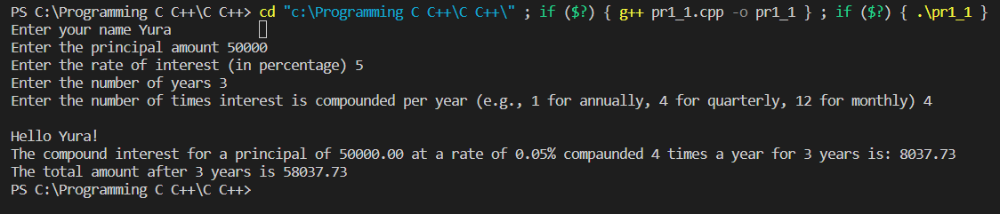 PS C:\Programming C C++\C C++> cd "c:\Programming C C++\C C++\" ; if ($?) { g++ pr1_1.cpp -o pr1_1 } ; if ($?) { .\pr1_1 }
Enter your name Yura
Enter the principal amount 50000
Enter the rate of interest (in percentage) 5
Enter the number of years 3
Enter the number of times interest is compounded per year (e.g., 1 for annually, 4 for quarterly, 12 for monthly) 4

Hello Yura!
The compound interest for a principal of 50000.00 at a rate of 0.05% compaunded 4 times a year for 3 years is: 8037.73
The total amount after 3 years is 58037.73
PS C:\Programming C C++\C C++>